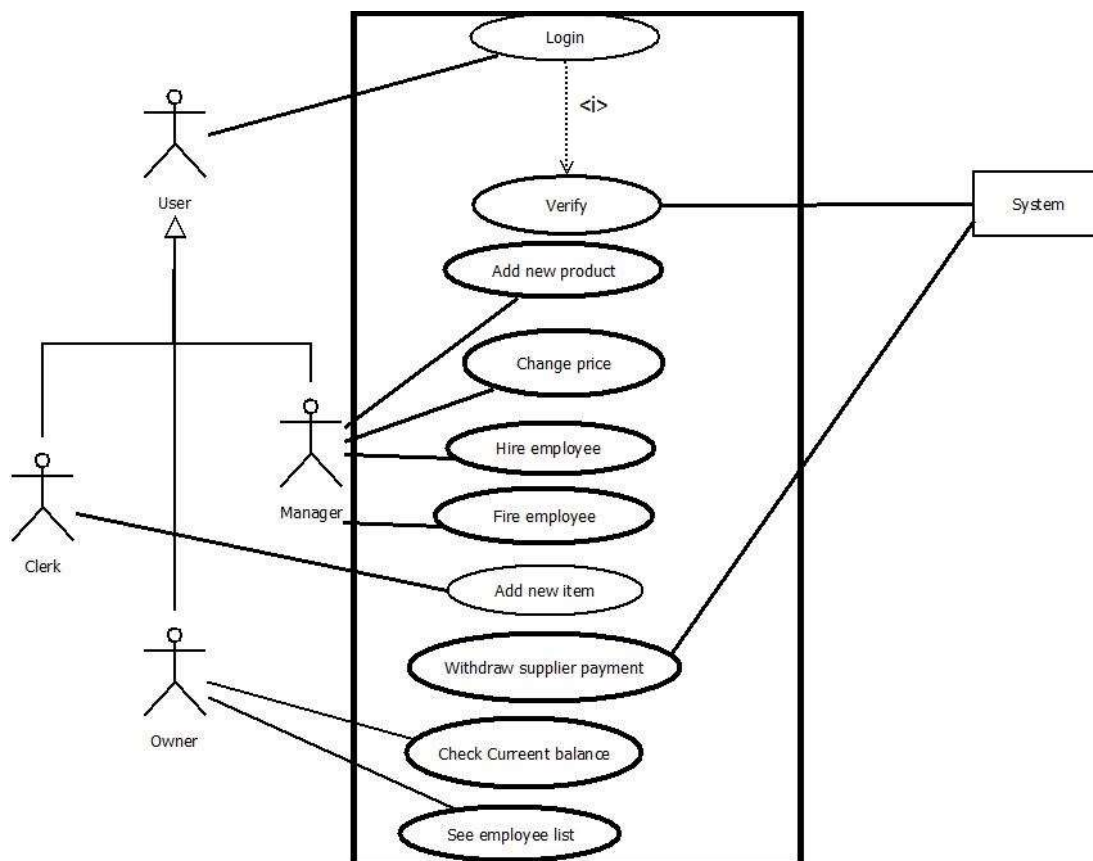 Login
<i>
User
Verify
System
Add new product
Change price
Hire employee
Manager
Fire employee
Clerk
Add new item
Withdraw supplier payment
Owner
Check Curreent balance
See employee list